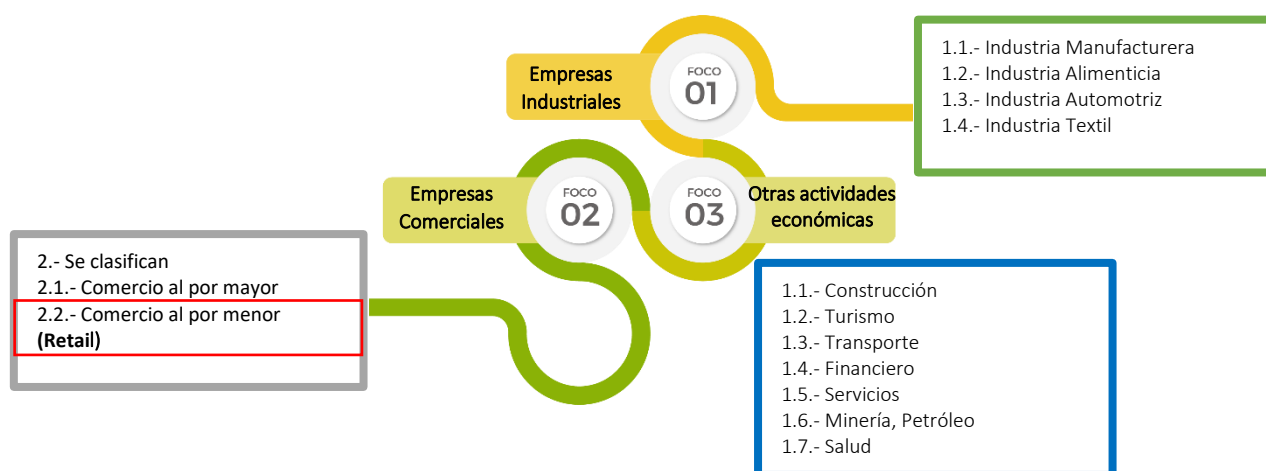 Empresas
Industriales
FOCO
01
1.1.- Industria Manufacturera
1.2.- Industria Alimenticia
1.3.- Industria Automotriz
1.4.- Industria Textil
Empresas
Comerciales
FOCO
02
FOCO
03
Otras actividades
económicas
2.- Se clasifican
2.1.- Comercio al por mayor
2.2.- Comercio al por menor
(Retail)
1.1.- Construcción
1.2.- Turismo
1.3.- Transporte
1.4.- Financiero
1.5.- Servicios
1.6.- Minería, Petróleo
1.7.- Salud